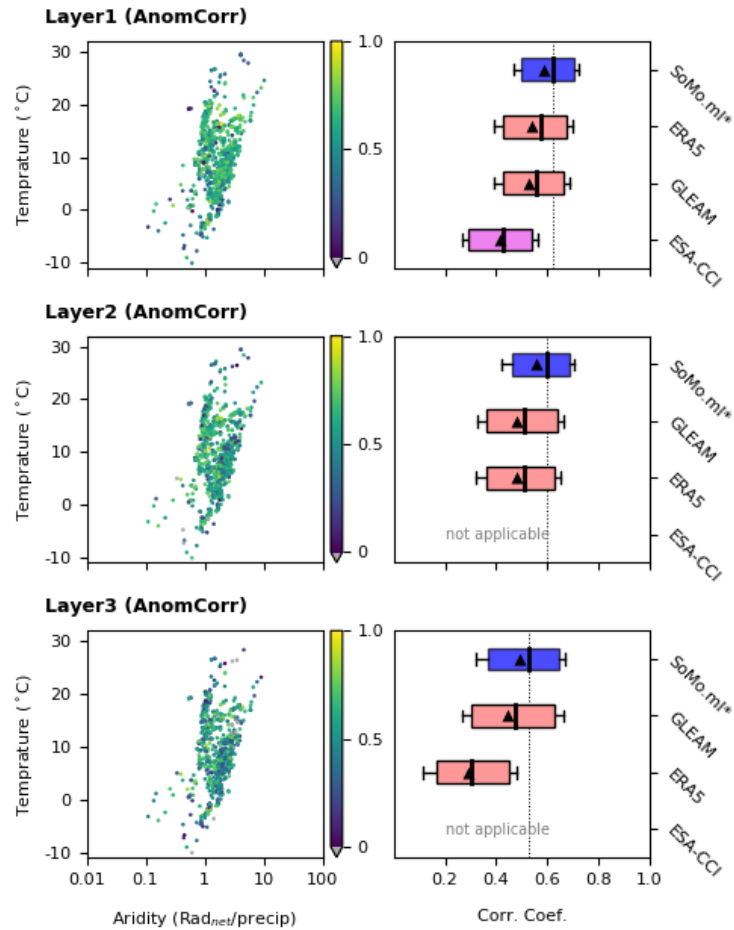 Layer1 (AnomCorr)
30
20
10
0
-10
Temprature (˚C)
1.0
0.5
0
SoMo.ml*
ERA5
GLEAM
ESA-CCI
Layer2 (AnomCorr)
30
20
10
0
-10
Temprature (˚C)
1.0
0.5
0
not applicable
SoMo.ml*
GLEAM
ERA5
ESA-CCI
Layer3 (AnomCorr)
30
20
10
0
-10
Temprature (˚C)
1.0
0.5
0
not applicable
SoMo.ml*
GLEAM
ERA5
ESA-CCI
0.01 0.1 1 10 100
Aridity (Radnet/precip)
0.2 0.4 0.6 0.8 1.0
Corr. Coef.